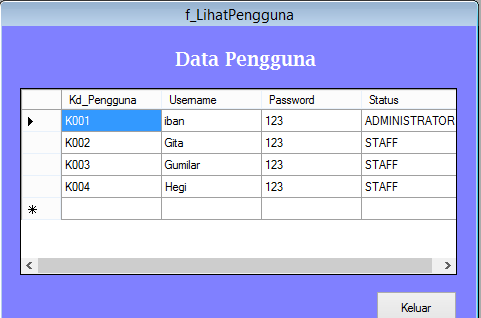 f_LihatPengguna
Data Pengguna
Kd_Pengguna Username Password Status
K001 iban 123 ADMINISTRATOR
K002 Gita 123 STAFF
K003 Gumilar 123 STAFF
K004 Hegi 123 STAFF
Keluar